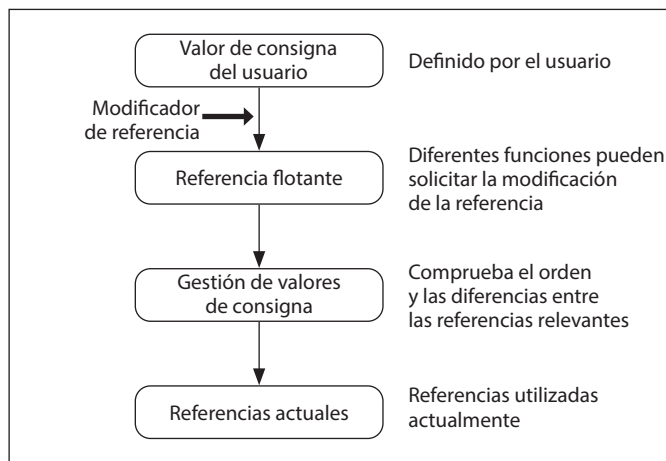 Valor de consigna
del usuario
Definido por el usuario
Modificador
de referencia
Referencia flotante
Diferentes funciones pueden
solicitar la modificación
de la referencia
Gestión de valores
de consigna
Comprueba el orden
y las diferencias entre
las referencias relevantes
Referencias actuales
Referencias utilizadas
actualmente